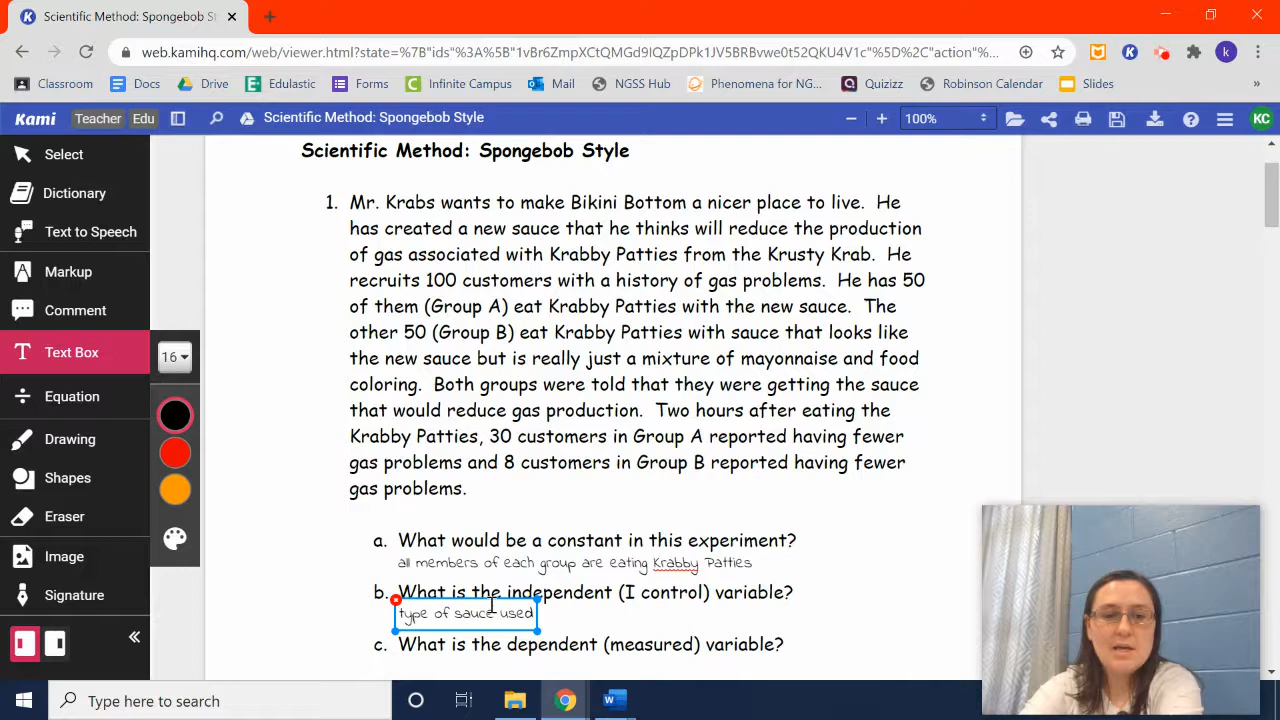 Scientific Method: Spongebob St
web.kamihq.com/web/viewer.html?state=%7B"ids"%3A%5B"1vBr6ZmpXCtQMGd9IQZpDPk1JV5BRBvwe0t52QKU4V1c"%5D%2C"action"%...
k
Classroom Docs Drive Edulastic Forms Infinite Campus Mail NGSS Hub Phenomena for NG... Quizizz Robinson Calendar Slides »
Kami Teacher Edu Scientific Method: Spongebob Style 100% KC
Select
Dictionary
Text to Speech
Markup
Comment
Text Box
16
Equation
Drawing
Shapes
Eraser
Image
Signature
Scientific Method: Spongebob Style
1. Mr. Krabs wants to make Bikini Bottom a nicer place to live. He
has created a new sauce that he thinks will reduce the production
of gas associated with Krabby Patties from the Krusty Krab. He
recruits 100 customers with a history of gas problems. He has 50
of them (Group A) eat Krabby Patties with the new sauce. The
other 50 (Group B) eat Krabby Patties with sauce that looks like
the new sauce but is really just a mixture of mayonnaise and food
coloring. Both groups were told that they were getting the sauce
that would reduce gas production. Two hours after eating the
Krabby Patties, 30 customers in Group A reported having fewer
gas problems and 8 customers in Group B reported having fewer
gas problems.
a. What would be a constant in this experiment?
all members of each group are eating Krabby Patties
b. What is the independent (I control) variable?
type of sauce used
c. What is the dependent (measured) variable?
Type here to search